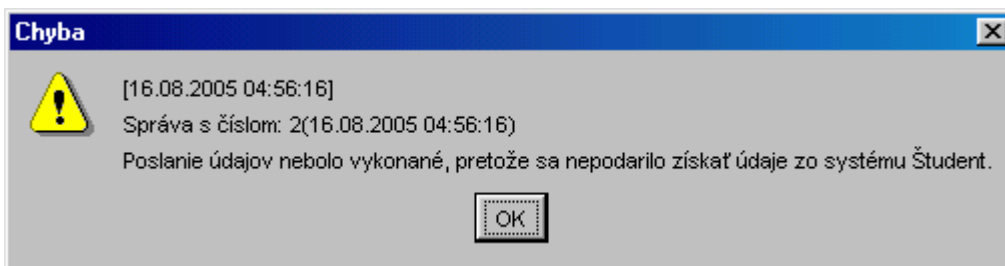 Chyba
[16.08.2005 04:56:16]
Správa s číslom: 2(16.08.2005 04:56:16)
Poslanie údajov nebolo vykonané, pretože sa nepodarilo získať údaje zo systému Študent.
OK